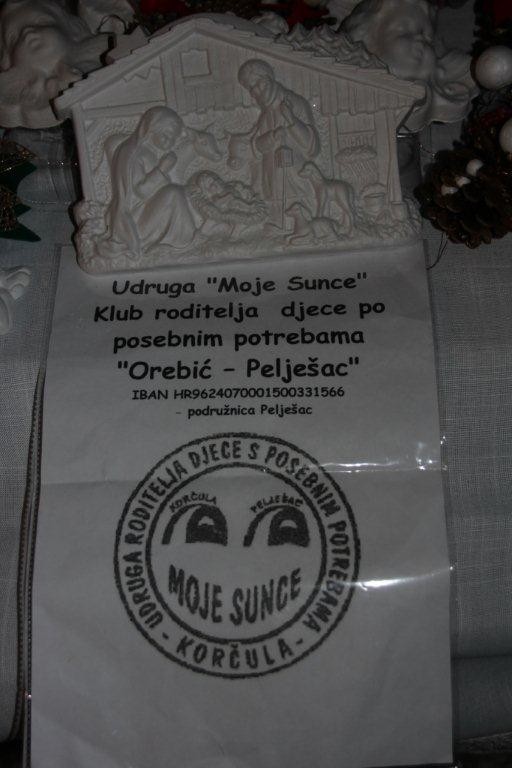 Udruga "Moje Sunce"
Klub roditelja djece po
posebnim potrebama
"Orebić - Pelješac"
IBAN HR9624070001500331566
- podružnica Pelješac
UDRUGA RODITELJA DJECE S POSEBNIM POTREBAMA
KORČULA PELJEŠAC
MOJE SUNCE
- KORČULA -